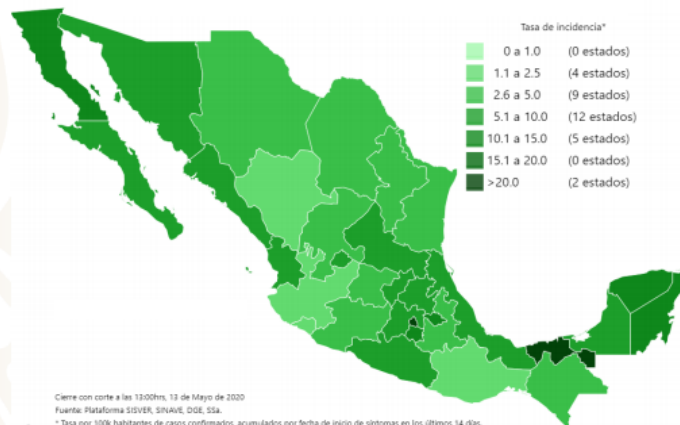 Tasa de incidencia*
0 a 1.0 (0 estados)
1.1 a 2.5 (4 estados)
2.6 a 5.0 (9 estados)
5.1 a 10.0 (12 estados)
10.1 a 15.0 (5 estados)
15.1 a 20.0 (0 estados)
>20.0 (2 estados)
Cierre con corte a las 13:00hrs, 13 de Mayo de 2020
Fuente: Plataforma SISVER, SINAVE, DGE, SSa.
* Tasa por 100k habitantes de casos confirmados, acumulados por fecha de inicio de síntomas en los últimos 14 días.